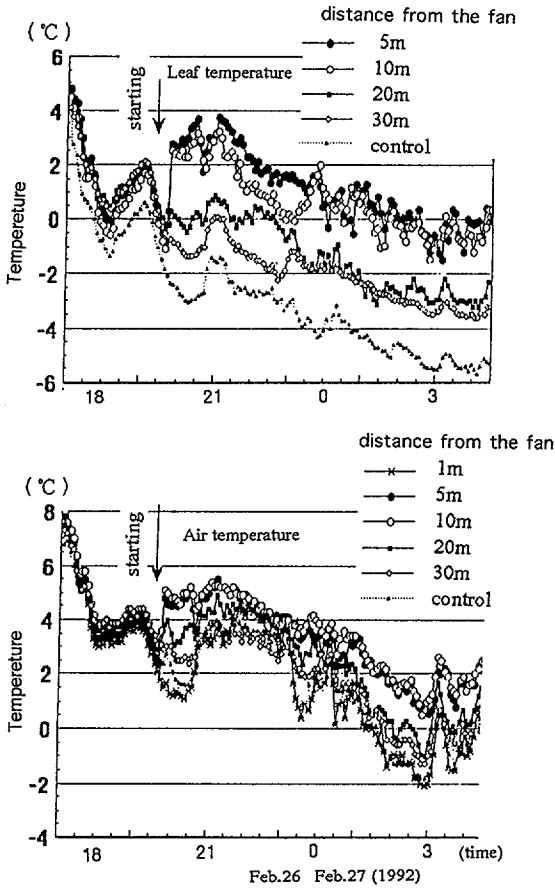 distance from the fan
(°C)
5m
10m
20m
30m
control
starting
Leaf temperature
6
4
2
0
-2
-4
-6
Tempereture
18
21
0
3
distance from the fan
(°C)
1m
5m
10m
20m
30m
control
starting
Air temperature
8
6
4
2
0
-2
-4
Tempereture
18
21
0
3
(time)
Feb.26 Feb.27 (1992)